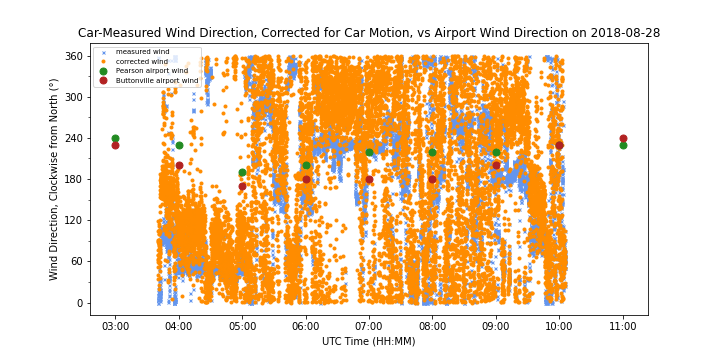 Car-Measured Wind Direction, Corrected for Car Motion, vs Airport Wind Direction on 2018-08-28
measured wind
corrected wind
Pearson airport wind
Buttonville airport wind
Wind Direction, Clockwise from North (°)
360
300
240
180
120
60
0
03:00 04:00 05:00 06:00 07:00 08:00 09:00 10:00 11:00
UTC Time (HH:MM)